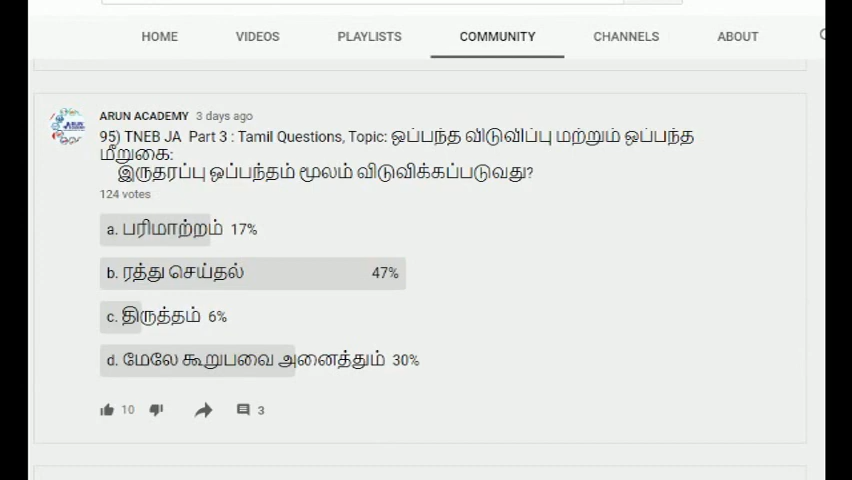 HOME VIDEOS PLAYLISTS COMMUNITY CHANNELS ABOUT
ARUN ACADEMY 3 days ago
95) TNEB JA Part 3 : Tamil Questions, Topic: ஒப்பந்த விடுவிப்பு மற்றும் ஒப்பந்த
மீறுகை:
இருதரப்பு ஒப்பந்தம் மூலம் விடுவிக்கப்படுவது?
124 votes
a. பரிமாற்றம் 17%
b. ரத்து செய்தல் 47%
c. திருத்தம் 6%
d. மேலே கூறுபவை அனைத்தும் 30%
10 3